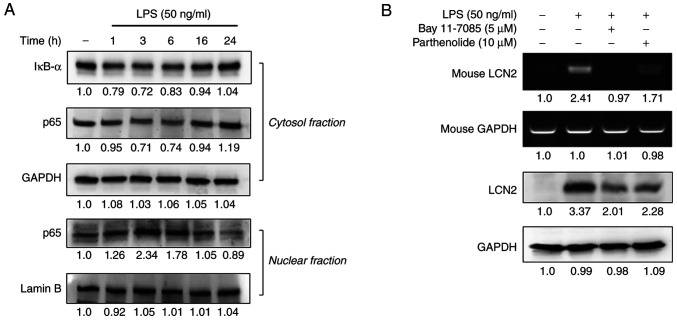 A
LPS (50 ng/ml)
Time (h) – 1 3 6 16 24
IκB-α
1.0 0.79 0.72 0.83 0.94 1.04
p65
Cytosol fraction
1.0 0.95 0.71 0.74 0.94 1.19
GAPDH
1.0 1.08 1.03 1.06 1.05 1.04
p65
1.0 1.26 2.34 1.78 1.05 0.89
Nuclear fraction
Lamin B
1.0 0.92 1.05 1.01 1.01 1.04
B
LPS (50 ng/ml) – + + +
Bay 11-7085 (5 μM) – – + –
Parthenolide (10 μM) – – – +
Mouse LCN2
1.0 2.41 0.97 1.71
Mouse GAPDH
1.0 1.0 1.01 0.98
LCN2
1.0 3.37 2.01 2.28
GAPDH
1.0 0.99 0.98 1.09